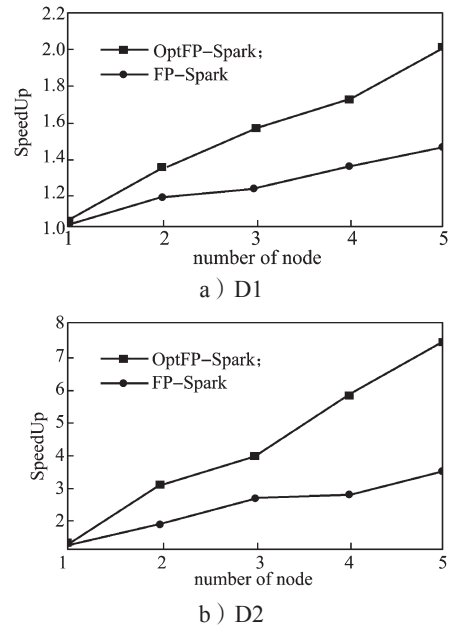 2.2
2.0
1.8
1.6
1.4
1.2
1.0
SpeedUp
OptFP-Spark;
FP-Spark
1 2 3 4 5
number of node
a) D1
8
7
6
5
4
3
2
SpeedUp
OptFP-Spark;
FP-Spark
1 2 3 4 5
number of node
b) D2